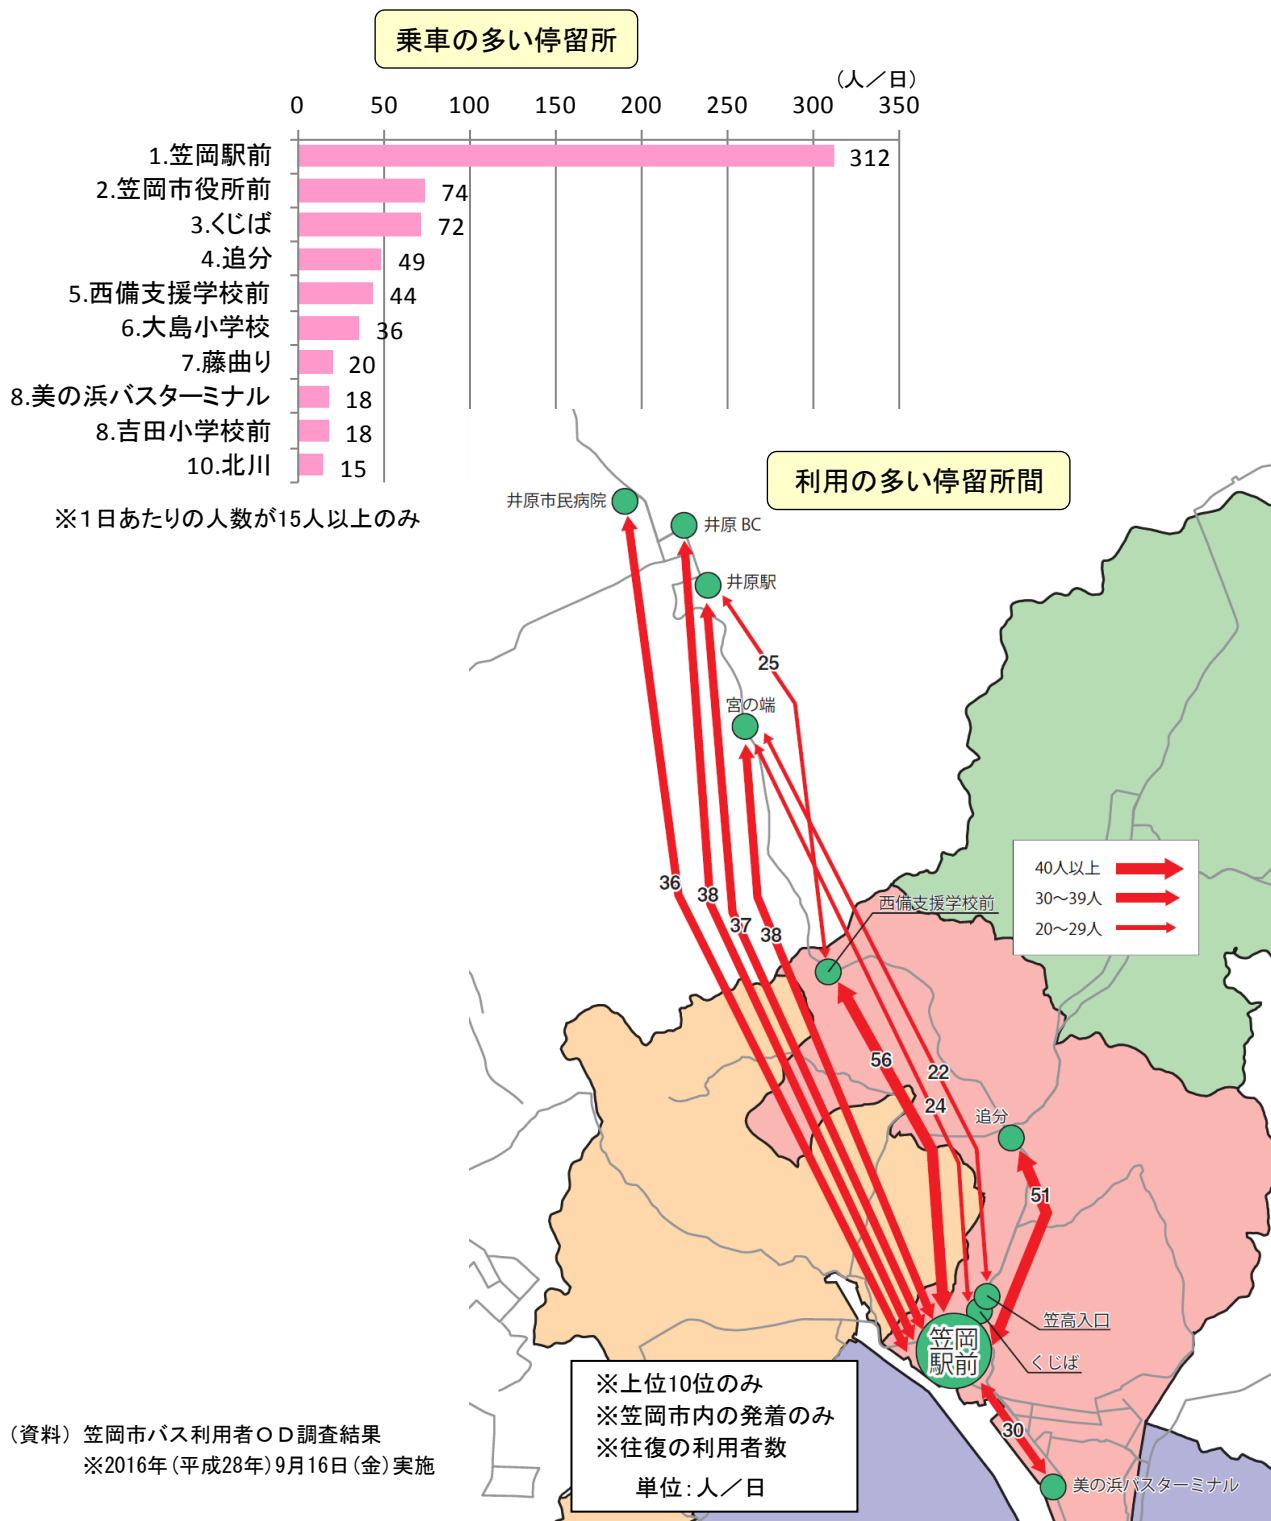 乗車の多い停留所
(人／日)
0 50 100 150 200 250 300 350
1.笠岡駅前 312
2.笠岡市役所前 74
3.くじば 72
4.追分 49
5.西備支援学校前 44
6.大島小学校 36
7.藤曲り 20
8.美の浜バスターミナル 18
8.吉田小学校前 18
10.北川 15
※1日あたりの人数が15人以上のみ
利用の多い停留所間
井原市民病院
井原 BC
井原駅
25
宮の端
40人以上
30～39人
20～29人
36
38
37
38
西備支援学校前
56
22
24
追分
51
笠高入口
くじば
笠岡
駅前
30
美の浜バスターミナル
※上位10位のみ
※笠岡市内の発着のみ
※往復の利用者数
単位：人／日
（資料）笠岡市バス利用者ＯＤ調査結果
※2016年(平成28年)9月16日(金)実施